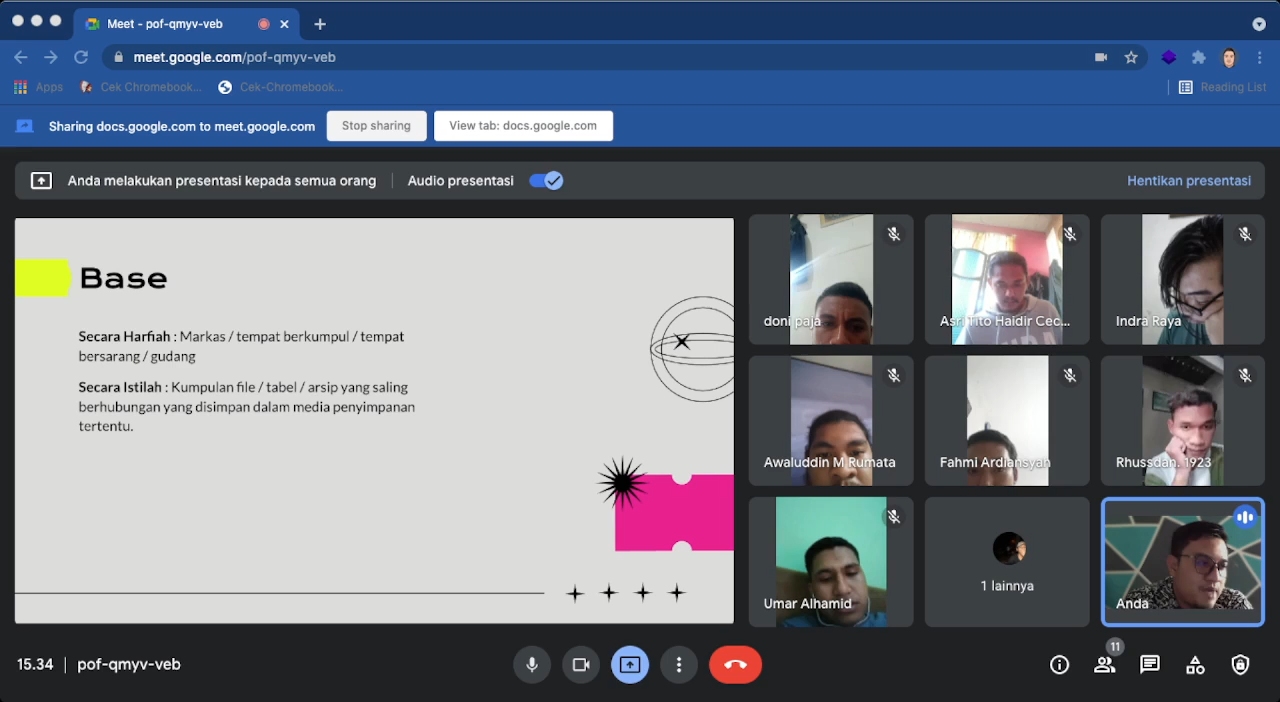 Meet - pof-qmyv-veb
meet.google.com/pof-qmyv-veb
Apps
Cek Chromebook...
Cek-Chromebook...
Reading List
Sharing docs.google.com to meet.google.com
Stop sharing
View tab: docs.google.com
Anda melakukan presentasi kepada semua orang
Audio presentasi
Hentikan presentasi
Base
Secara Harfiah : Markas / tempat berkumpul / tempat
bersarang / gudang
Secara Istilah : Kumpulan file / tabel / arsip yang saling
berhubungan yang disimpan dalam media penyimpanan
tertentu.
doni paja
Asri Tito Haidir Cec...
Indra Raya
Awaluddin M Rumata
Fahmi Ardiansyah
Rhussdan. 1923
Umar Alhamid
1 lainnya
Anda
15.34 | pof-qmyv-veb
11